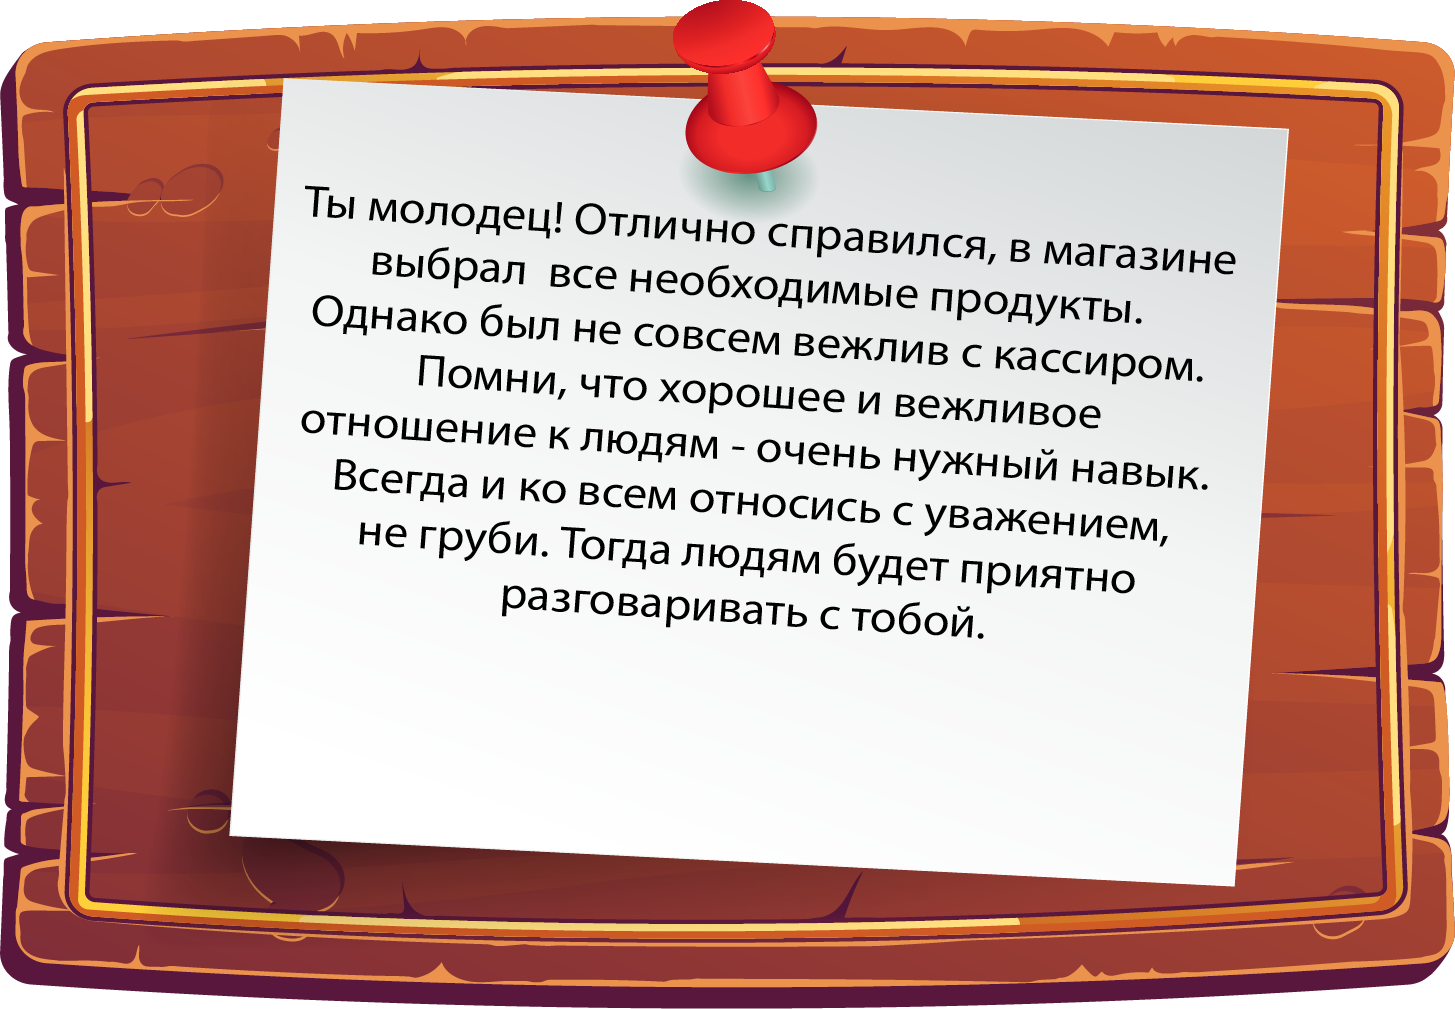 Ты молодец! Отлично справился, в магазине
выбрал  все необходимые продукты.
Однако был не совсем вежлив с кассиром.
Помни, что хорошее и вежливое
отношение к людям - очень нужный навык.
Всегда и ко всем относись с уважением,
не груби. Тогда людям будет приятно
разговаривать с тобой.